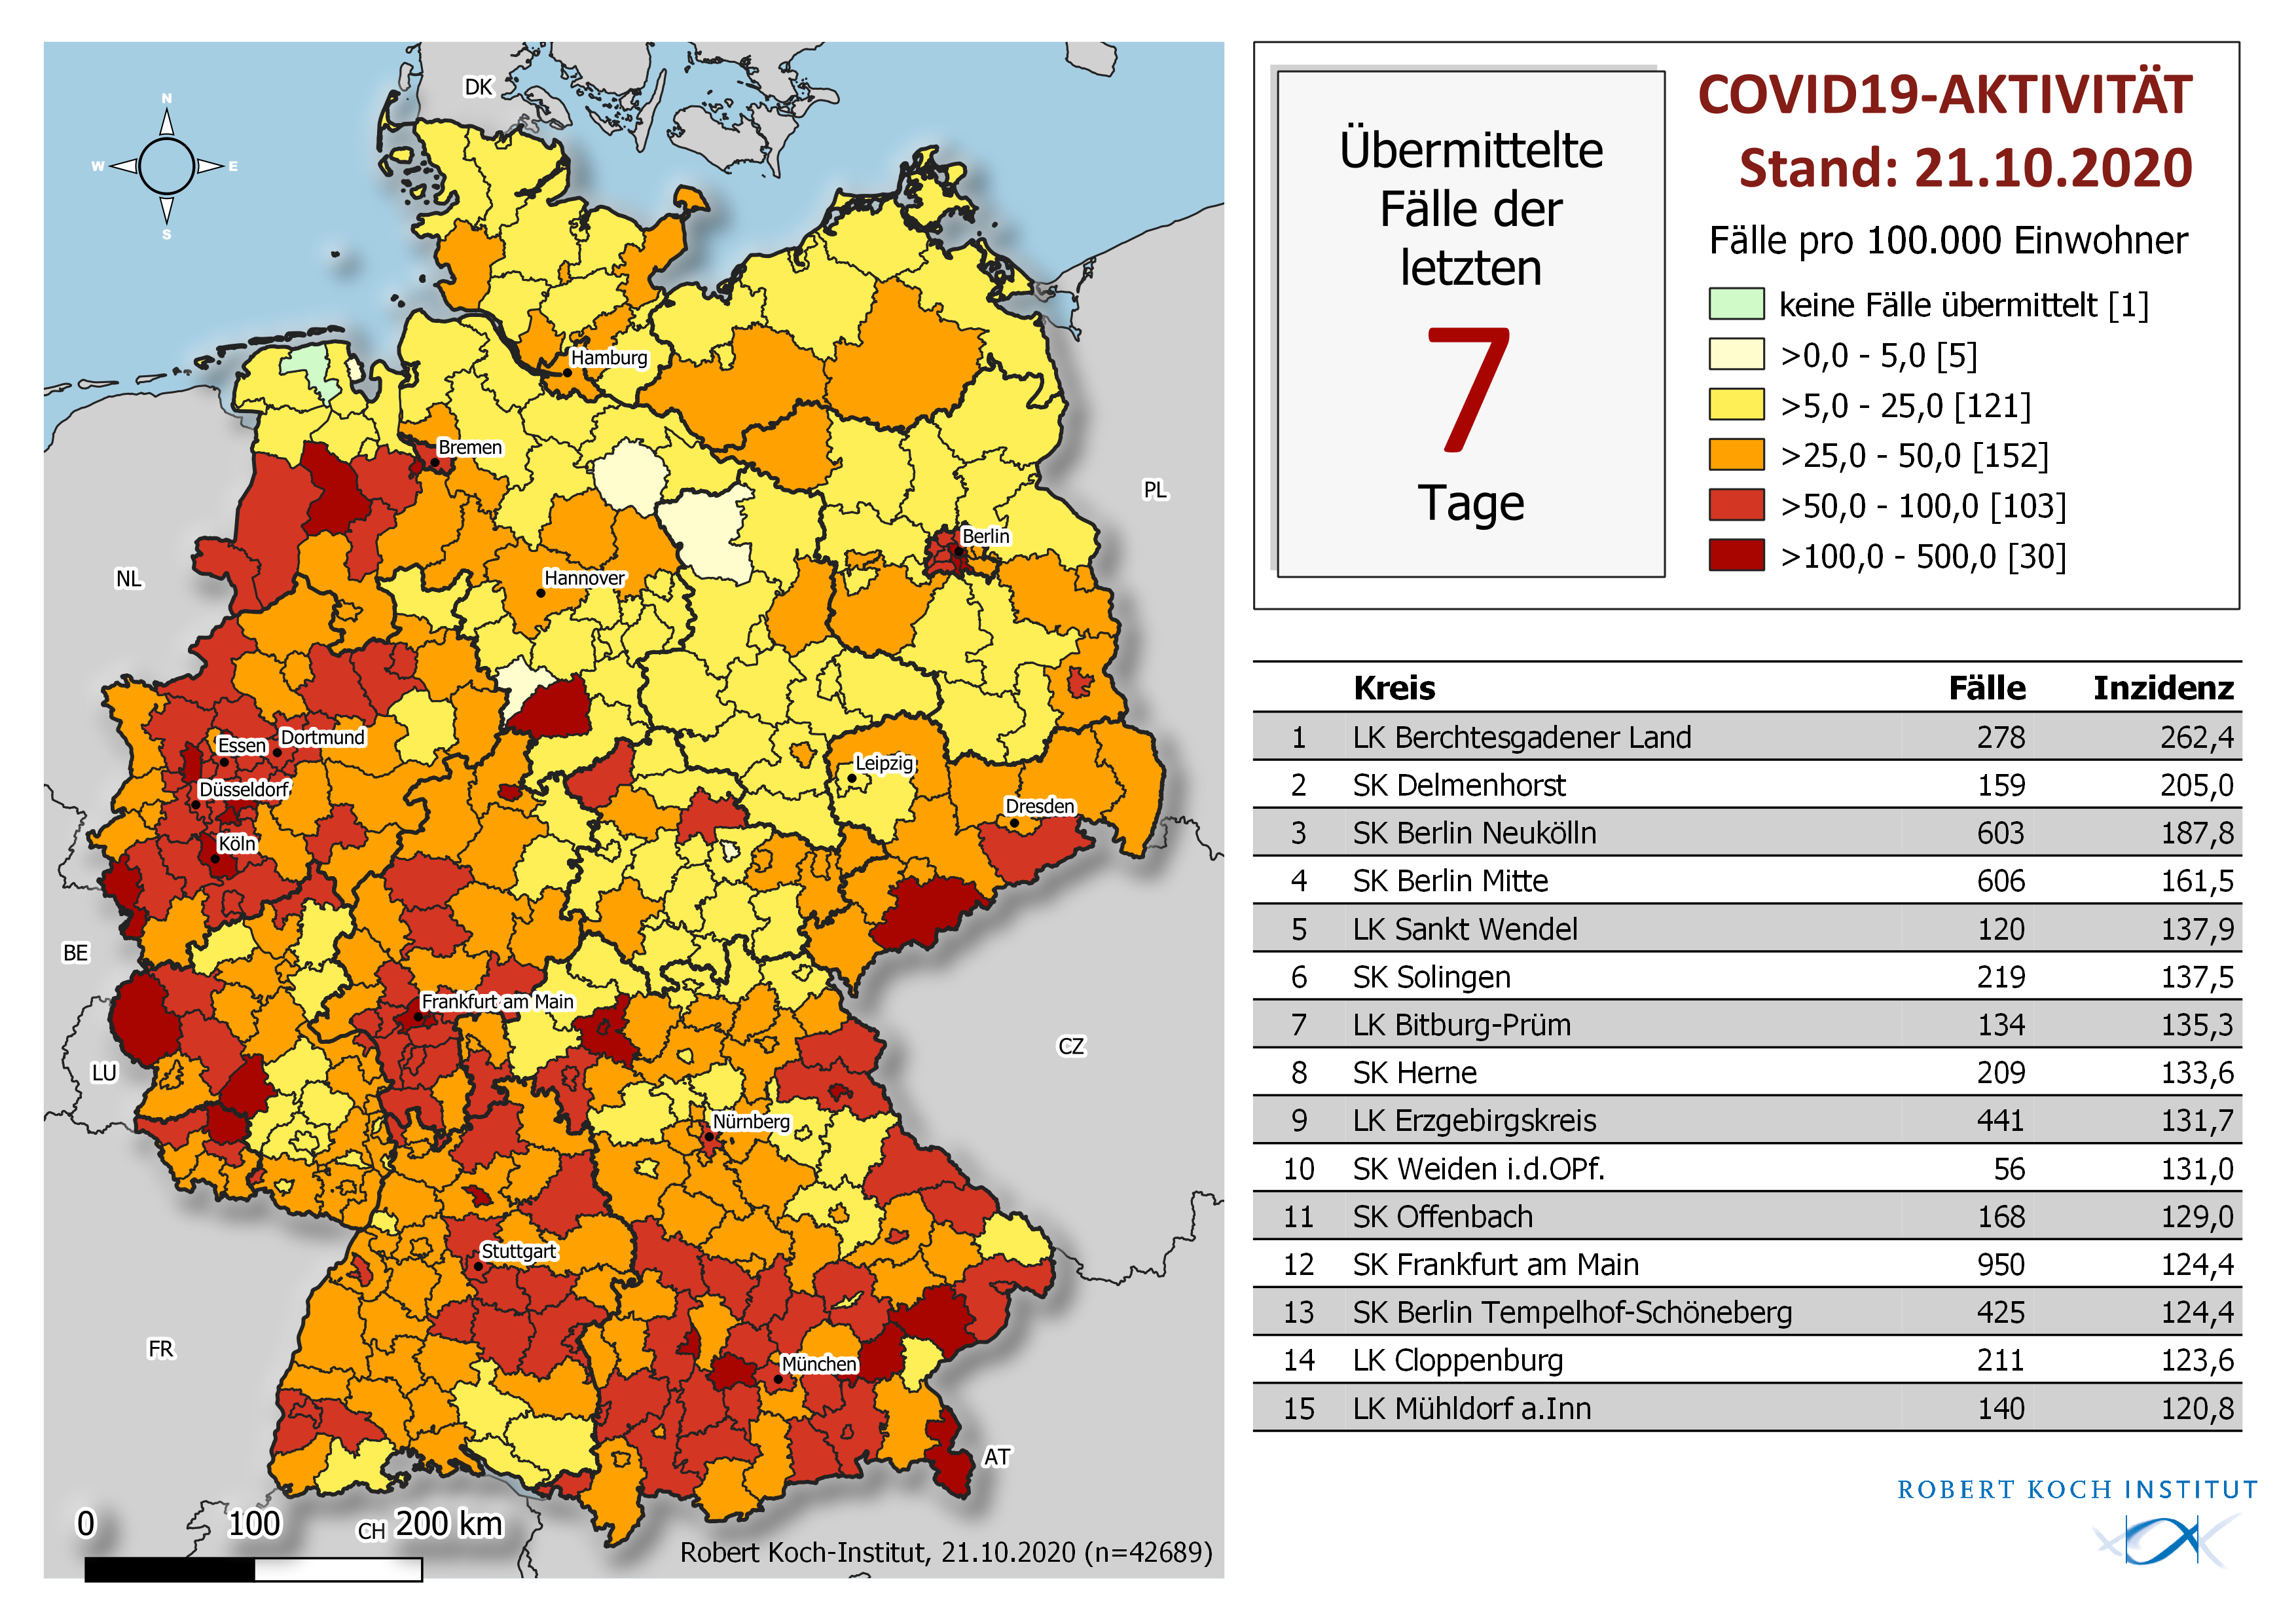 N
W
E
S
DK
Hamburg
Bremen
PL
Berlin
NL
Hannover
Essen
Dortmund
Düsseldorf
Leipzig
Dresden
Köln
BE
Frankfurt am Main
LU
CZ
Nürnberg
Stuttgart
FR
München
AT
0
100
CH
200 km
Robert Koch-Institut, 21.10.2020 (n=42689)
Übermittelte
Fälle der
letzten
7
Tage
COVID19-AKTIVITÄT
Stand: 21.10.2020
Fälle pro 100.000 Einwohner
keine Fälle übermittelt [1]
>0,0 - 5,0 [5]
>5,0 - 25,0 [121]
>25,0 - 50,0 [152]
>50,0 - 100,0 [103]
>100,0 - 500,0 [30]
Kreis Fälle Inzidenz
1 LK Berchtesgadener Land 278 262,4
2 SK Delmenhorst 159 205,0
3 SK Berlin Neukölln 603 187,8
4 SK Berlin Mitte 606 161,5
5 LK Sankt Wendel 120 137,9
6 SK Solingen 219 137,5
7 LK Bitburg-Prüm 134 135,3
8 SK Herne 209 133,6
9 LK Erzgebirgskreis 441 131,7
10 SK Weiden i.d.OPf. 56 131,0
11 SK Offenbach 168 129,0
12 SK Frankfurt am Main 950 124,4
13 SK Berlin Tempelhof-Schöneberg 425 124,4
14 LK Cloppenburg 211 123,6
15 LK Mühldorf a.Inn 140 120,8
ROBERT KOCH INSTITUT